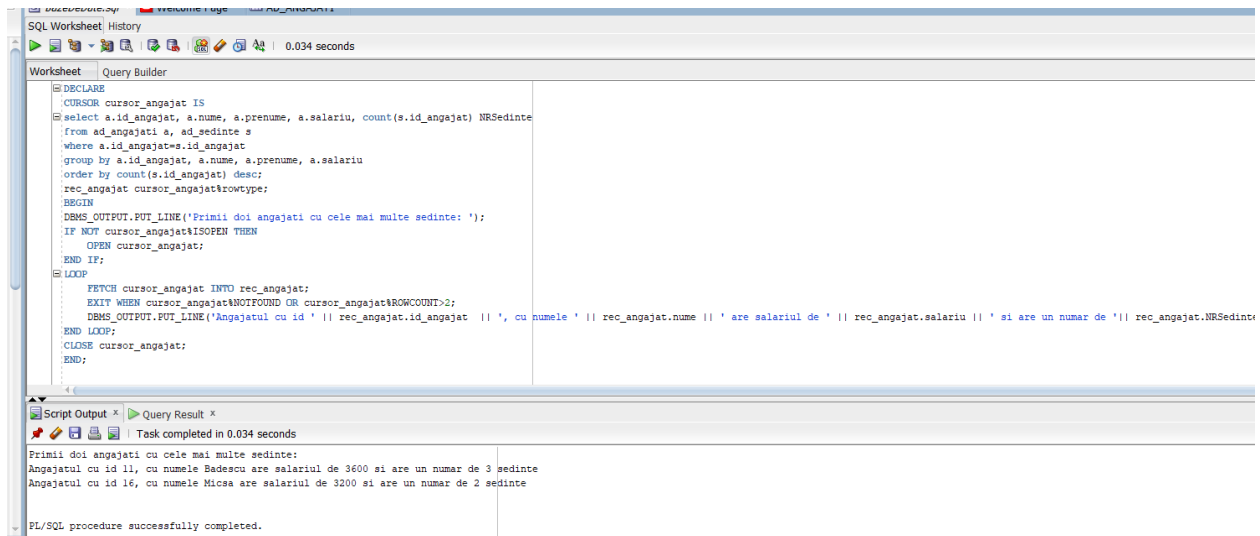 BazeDeDate.sql Welcome Page AD_ANGAJATI
SQL Worksheet History
0.034 seconds
Worksheet Query Builder
DECLARE
CURSOR cursor_angajat IS
select a.id_angajat, a.nume, a.prenume, a.salariu, count(s.id_angajat) NRSedinte
from ad_angajati a, ad_sedinte s
where a.id_angajat=s.id_angajat
group by a.id_angajat, a.nume, a.prenume, a.salariu
order by count(s.id_angajat) desc;
rec_angajat cursor_angajat%rowtype;
BEGIN
DBMS_OUTPUT.PUT_LINE('Primii doi angajati cu cele mai multe sedinte: ');
IF NOT cursor_angajat%ISOPEN THEN
OPEN cursor_angajat;
END IF;
LOOP
FETCH cursor_angajat INTO rec_angajat;
EXIT WHEN cursor_angajat%NOTFOUND OR cursor_angajat%ROWCOUNT>2;
DBMS_OUTPUT.PUT_LINE('Angajatul cu id ' || rec_angajat.id_angajat || ', cu numele ' || rec_angajat.nume || ' are salariul de ' || rec_angajat.salariu || ' si are un numar de '|| rec_angajat.NRSedinte
END LOOP;
CLOSE cursor_angajat;
END;
Script Output x Query Result x
Task completed in 0.034 seconds
Primii doi angajati cu cele mai multe sedinte:
Angajatul cu id 11, cu numele Badescu are salariul de 3600 si are un numar de 3 sedinte
Angajatul cu id 16, cu numele Micsa are salariul de 3200 si are un numar de 2 sedinte
PL/SQL procedure successfully completed.